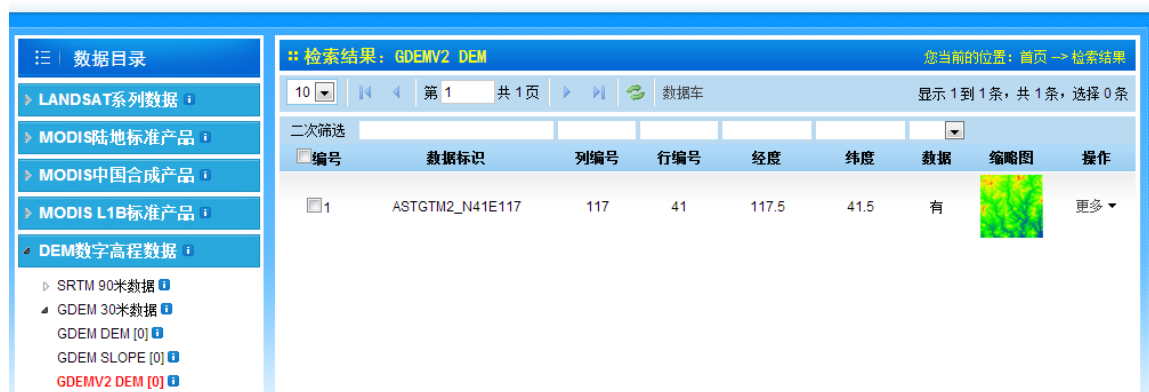 数据目录
LANDSAT系列数据
MODIS陆地标准产品
MODIS中国合成产品
MODIS L1B标准产品
DEM数字高程数据
SRTM 90米数据
GDEM 30米数据
GDEM DEM [0]
GDEM SLOPE [0]
GDEMV2 DEM [0]
检索结果: GDEMV2 DEM 您当前的位置: 首页 --> 检索结果
10 第 1 共 1 页 数据车 显示 1 到 1 条，共 1 条，选择 0 条
二次筛选
编号 数据标识 列编号 行编号 经度 纬度 数据 缩略图 操作
1 ASTGTM2_N41E117 117 41 117.5 41.5 有 更多